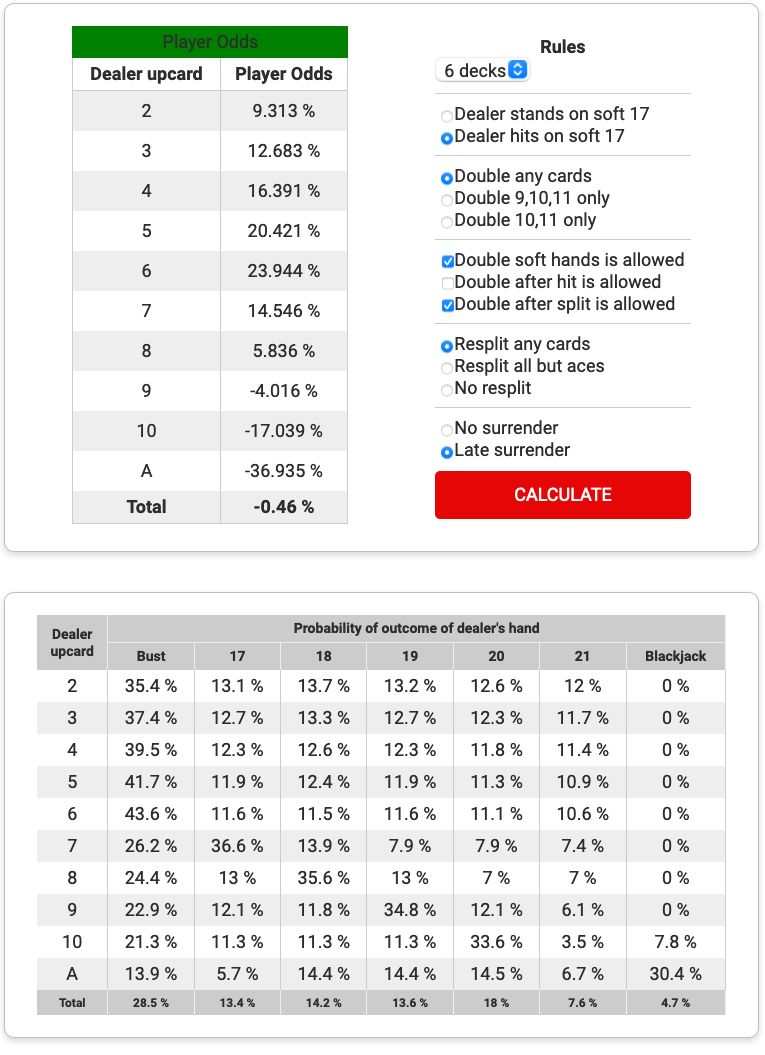 Player Odds
Dealer upcard Player Odds
2 9.313 %
3 12.683 %
4 16.391 %
5 20.421 %
6 23.944 %
7 14.546 %
8 5.836 %
9 -4.016 %
10 -17.039 %
A -36.935 %
Total -0.46 %
Rules
6 decks
Dealer stands on soft 17
Dealer hits on soft 17
Double any cards
Double 9,10,11 only
Double 10,11 only
Double soft hands is allowed
Double after hit is allowed
Double after split is allowed
Resplit any cards
Resplit all but aces
No resplit
No surrender
Late surrender
CALCULATE
Dealer upcard
Probability of outcome of dealer's hand
Bust 17 18 19 20 21 Blackjack
2 35.4 % 13.1 % 13.7 % 13.2 % 12.6 % 12 % 0 %
3 37.4 % 12.7 % 13.3 % 12.7 % 12.3 % 11.7 % 0 %
4 39.5 % 12.3 % 12.6 % 12.3 % 11.8 % 11.4 % 0 %
5 41.7 % 11.9 % 12.4 % 11.9 % 11.3 % 10.9 % 0 %
6 43.6 % 11.6 % 11.5 % 11.6 % 11.1 % 10.6 % 0 %
7 26.2 % 36.6 % 13.9 % 7.9 % 7.9 % 7.4 % 0 %
8 24.4 % 13 % 35.6 % 13 % 7 % 7 % 0 %
9 22.9 % 12.1 % 11.8 % 34.8 % 12.1 % 6.1 % 0 %
10 21.3 % 11.3 % 11.3 % 11.3 % 33.6 % 3.5 % 7.8 %
A 13.9 % 5.7 % 14.4 % 14.4 % 14.5 % 6.7 % 30.4 %
Total 28.5 % 13.4 % 14.2 % 13.6 % 18 % 7.6 % 4.7 %